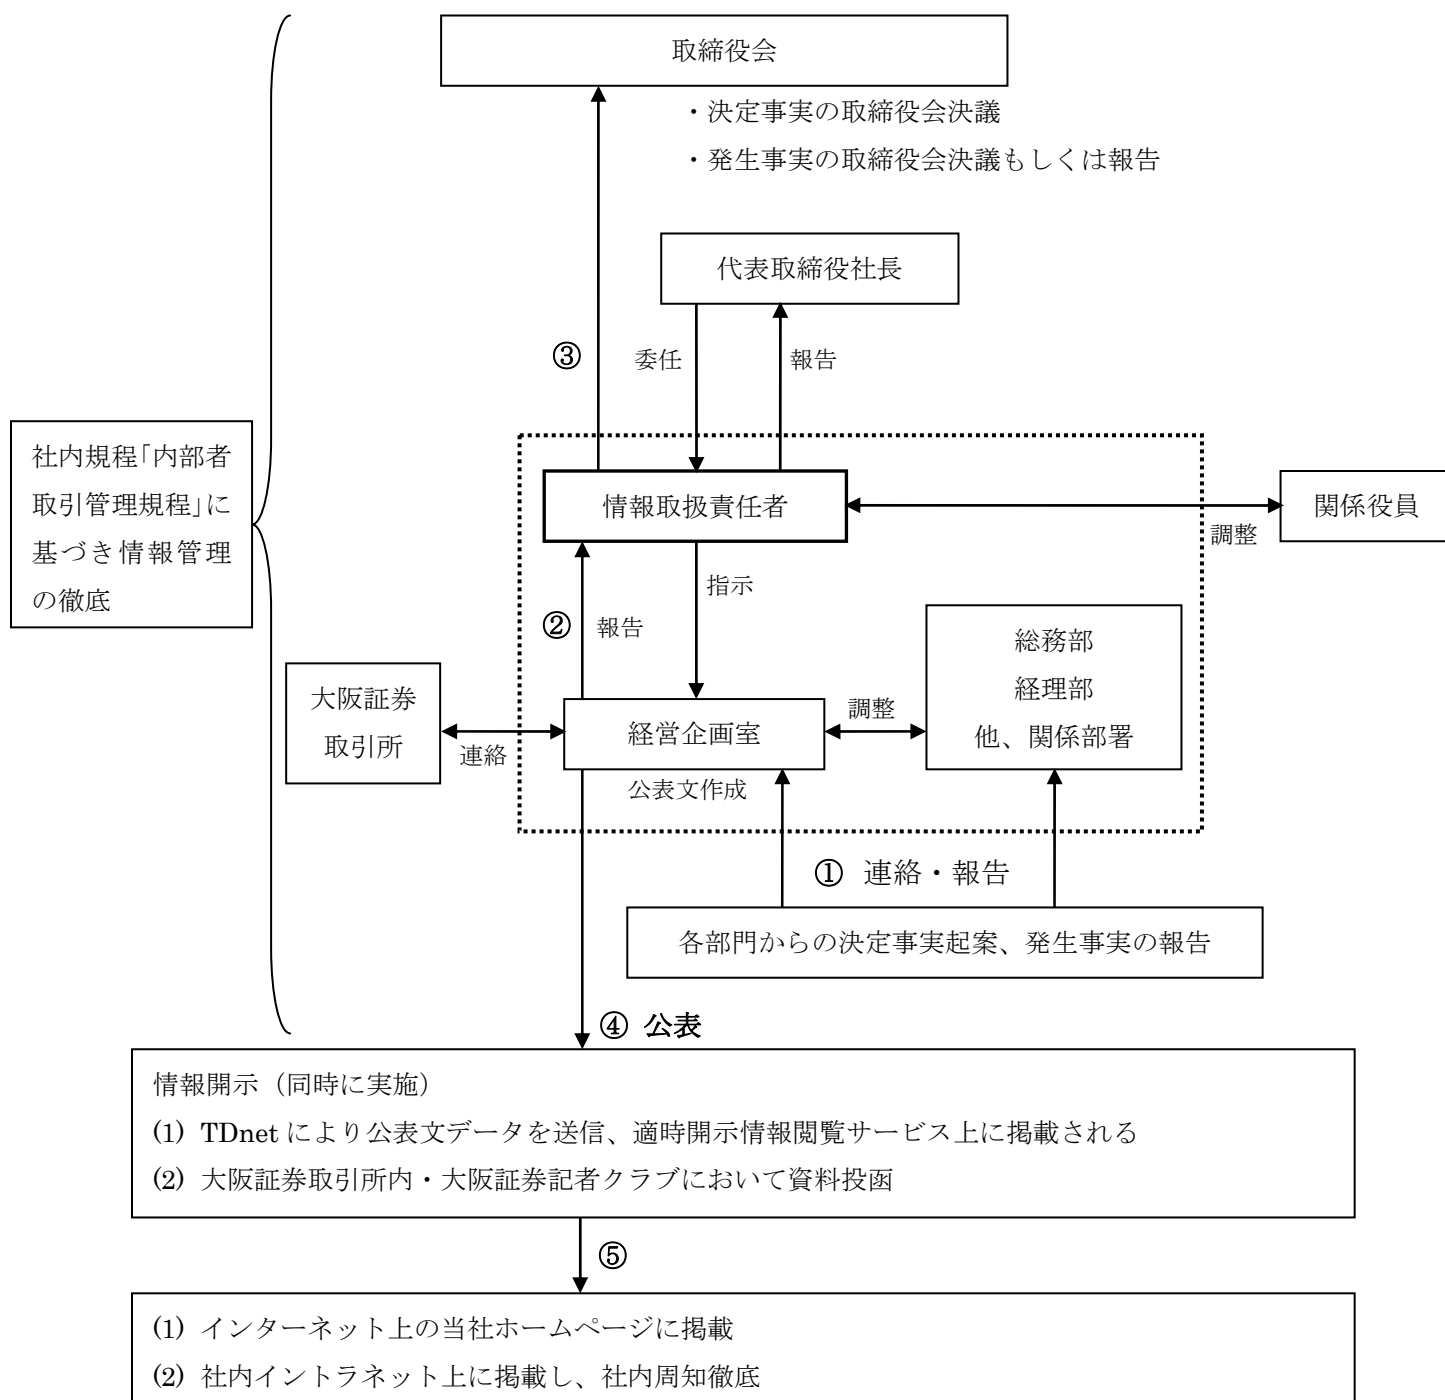 取締役会
・決定事実の取締役会決議
・発生事実の取締役会決議もしくは報告
代表取締役社長
③
委任
報告
社内規程「内部者
取引管理規程」に
基づき情報管理
の徹底
情報取扱責任者
関係役員
調整
指示
② 報告
総務部
経理部
他、関係部署
大阪証券
取引所
連絡
経営企画室
調整
公表文作成
① 連絡・報告
各部門からの決定事実起案、発生事実の報告
④ 公表
情報開示（同時に実施）
(1) TDnet により公表文データを送信、適時開示情報閲覧サービス上に掲載される
(2) 大阪証券取引所内・大阪証券記者クラブにおいて資料投函
⑤
(1) インターネット上の当社ホームページに掲載
(2) 社内イントラネット上に掲載し、社内周知徹底